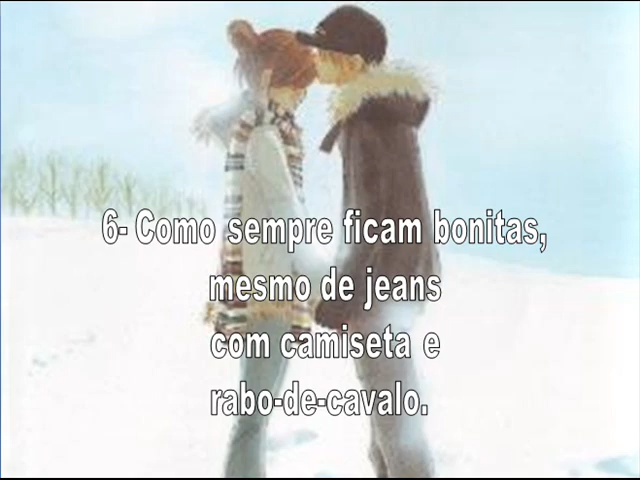 6- Como sempre ficam bonitas,
mesmo de jeans
com camiseta e
rabo-de-cavalo.